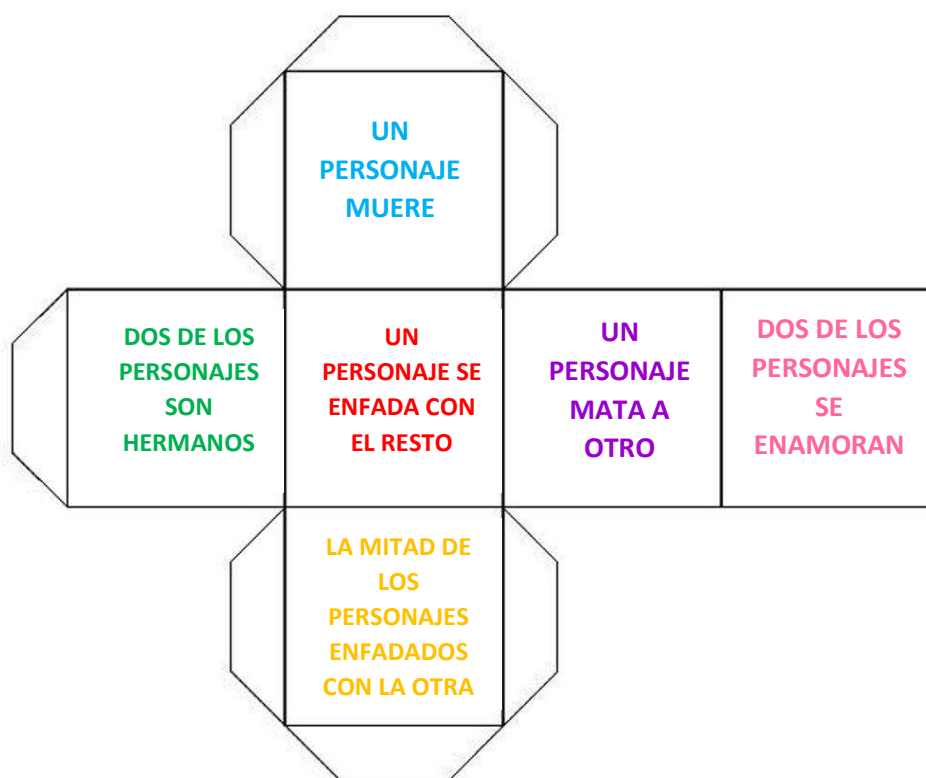 UN
PERSONAJE
MUERE
DOS DE LOS
PERSONAJES
SON
HERMANOS
UN
PERSONAJE SE
ENFADA CON
EL RESTO
UN
PERSONAJE
MATA A
OTRO
DOS DE LOS
PERSONAJES
SE
ENAMORAN
LA MITAD DE
LOS
PERSONAJES
ENFADADOS
CON LA OTRA